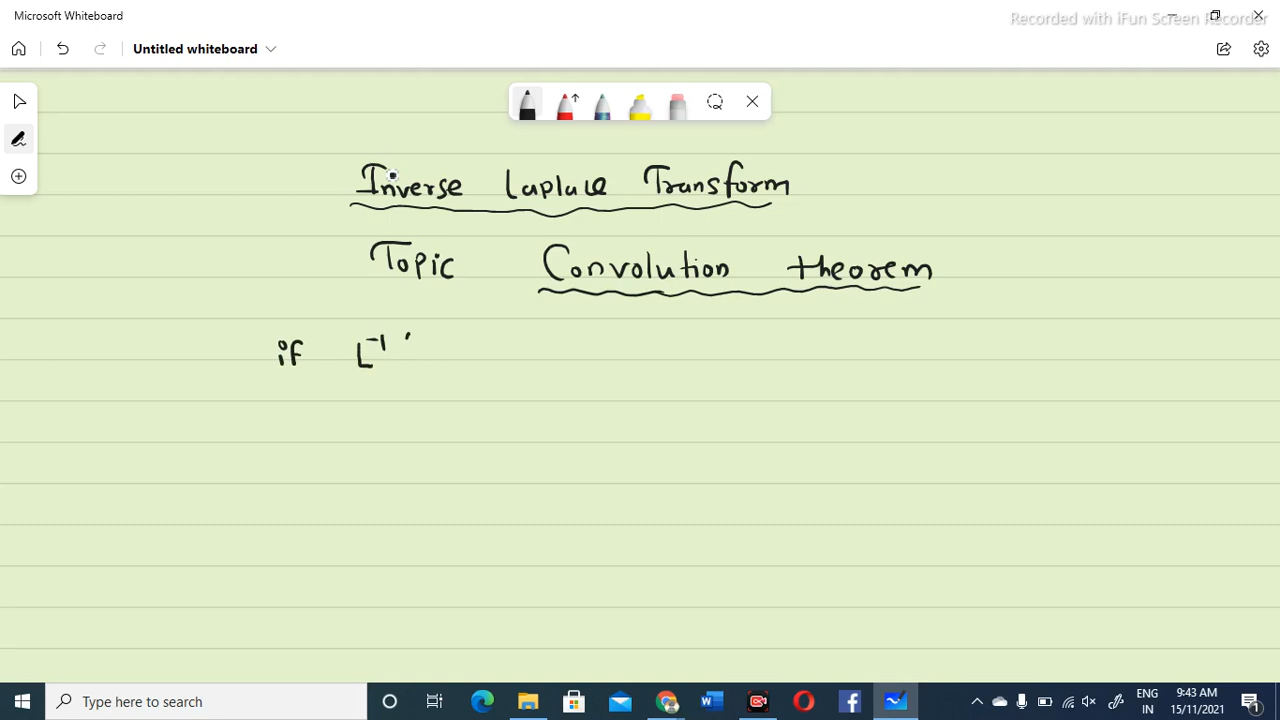 Microsoft Whiteboard
Recorded with iFun Screen Recorder
Untitled whiteboard
Inverse Laplace Transform
Topic Convolution theorem
if L⁻¹
Type here to search
ENG
IN
9:43 AM
15/11/2021
1